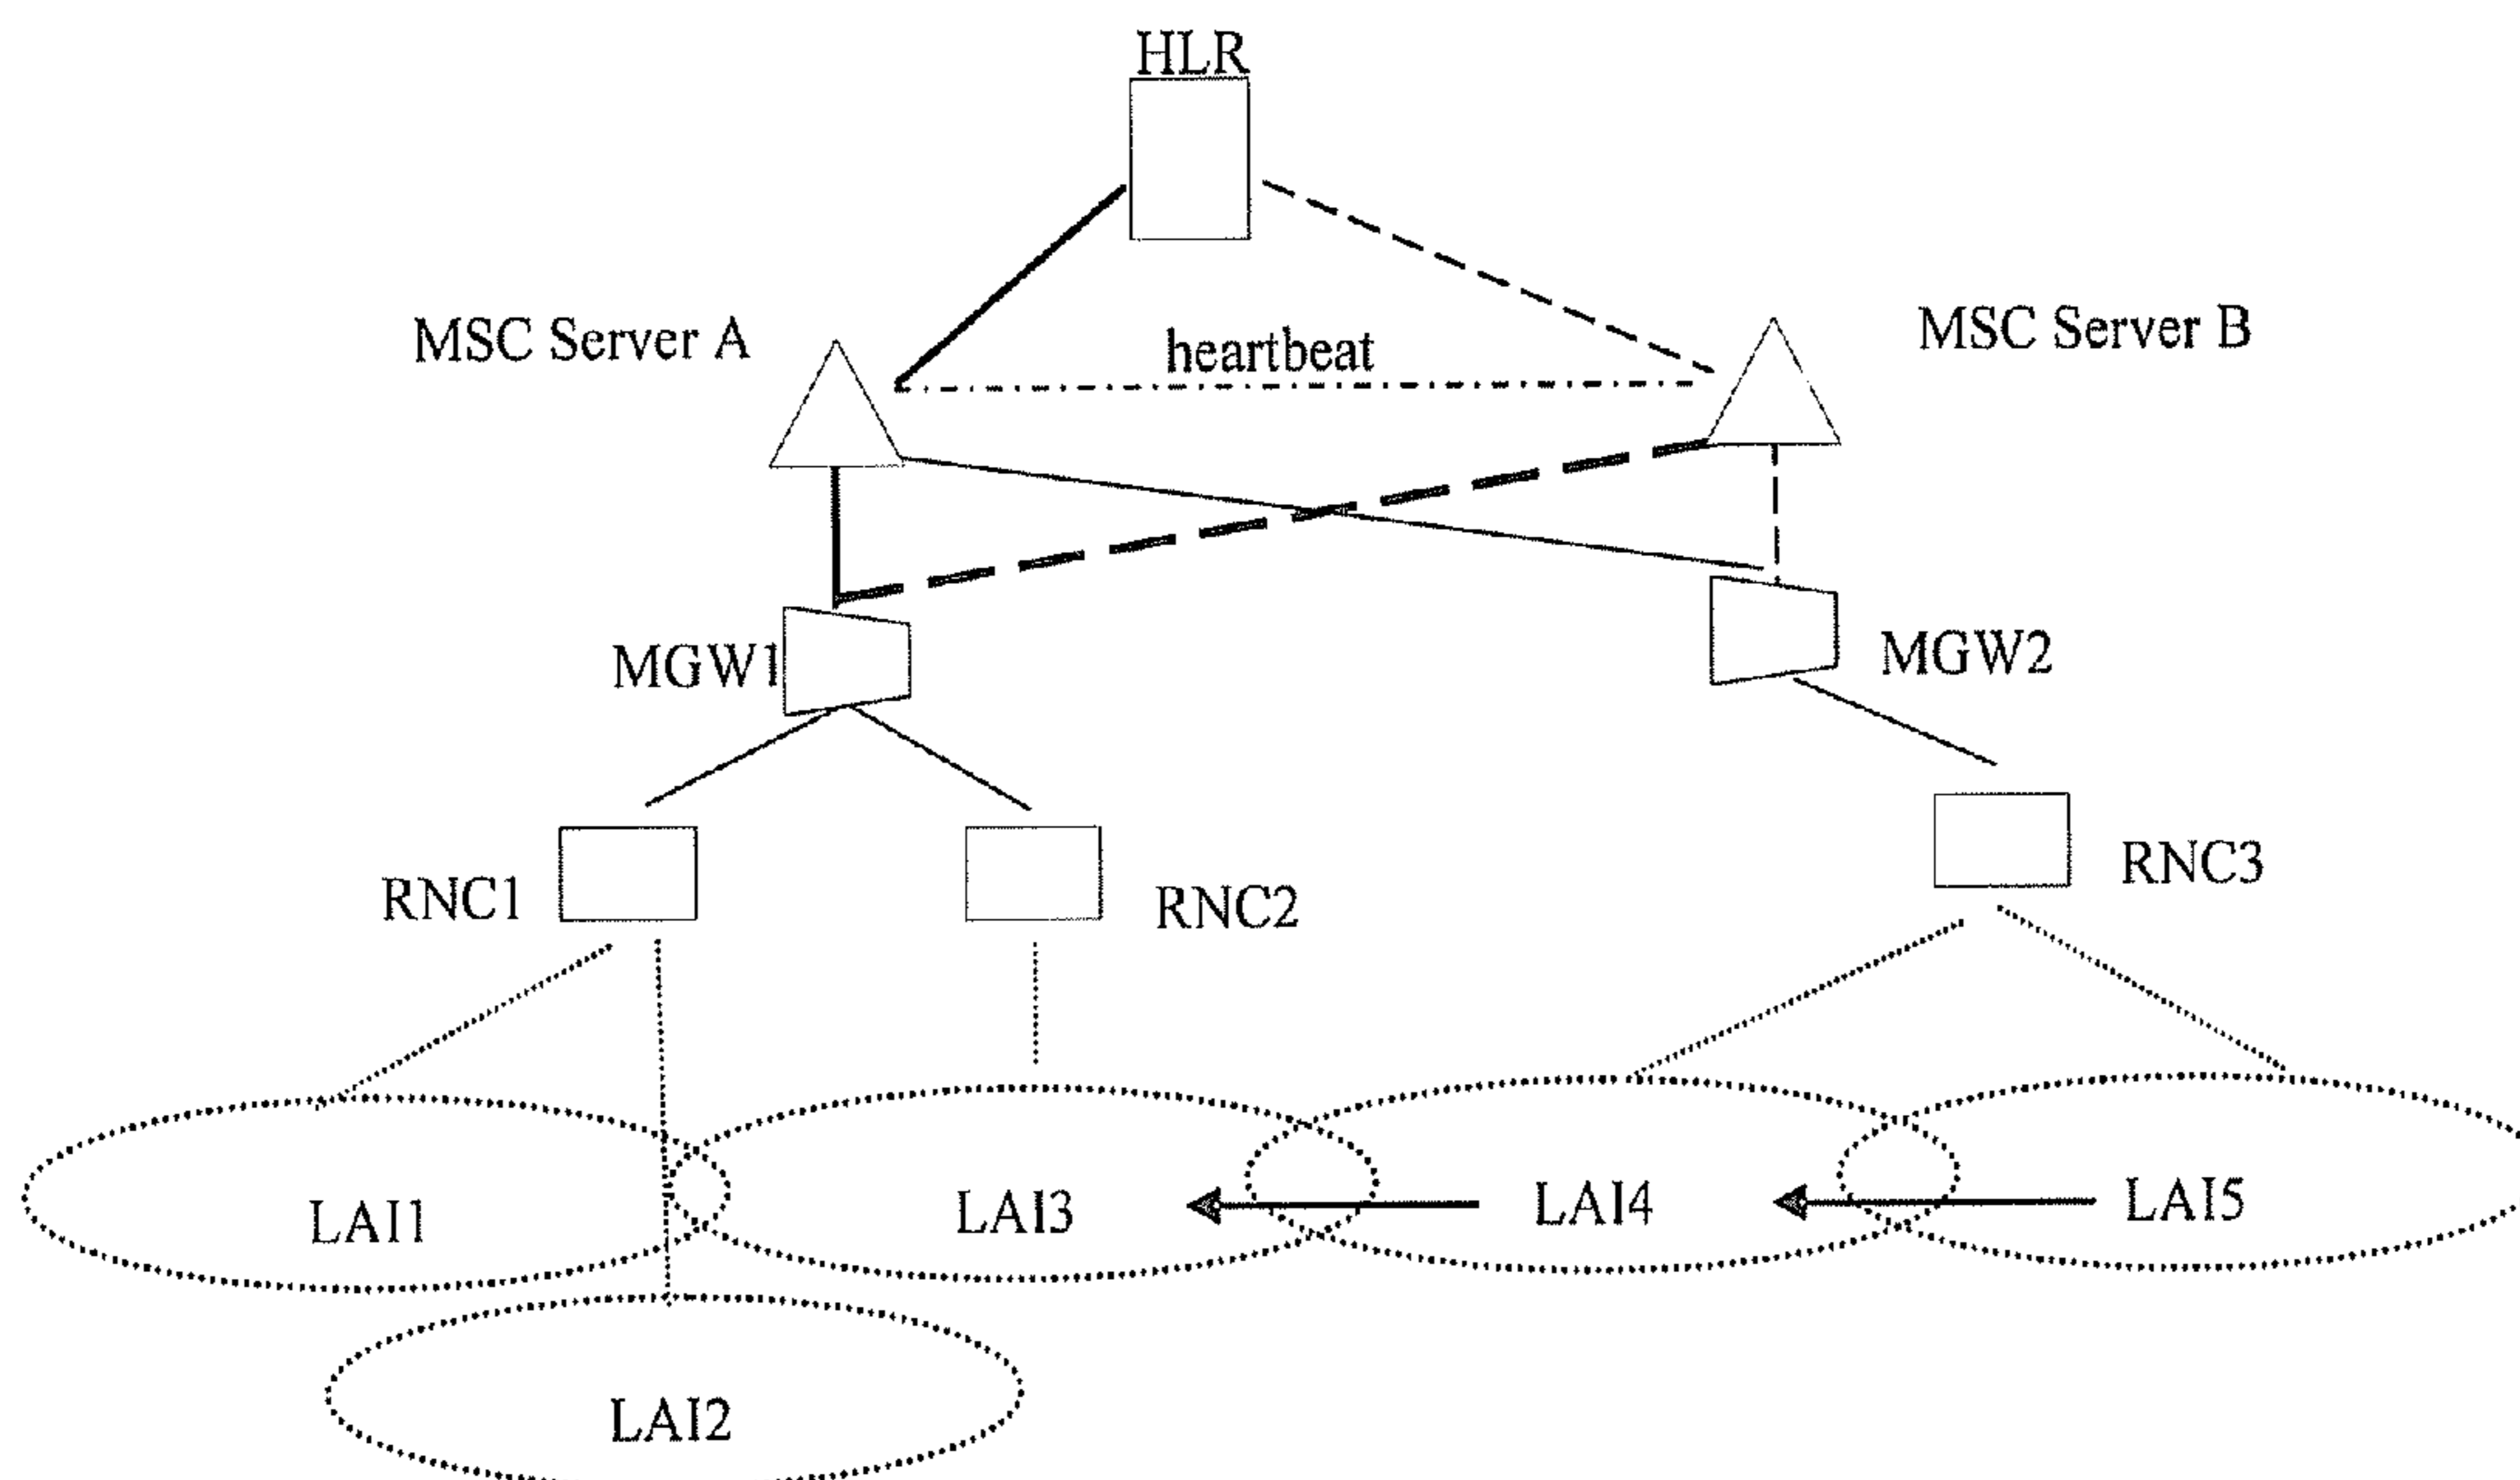 HLR
MSC Server A
heartbeat
MSC Server B
MGW1
MGW2
RNC1
RNC2
RNC3
LAI1
LAI3
LAI4
LAI5
LAI2